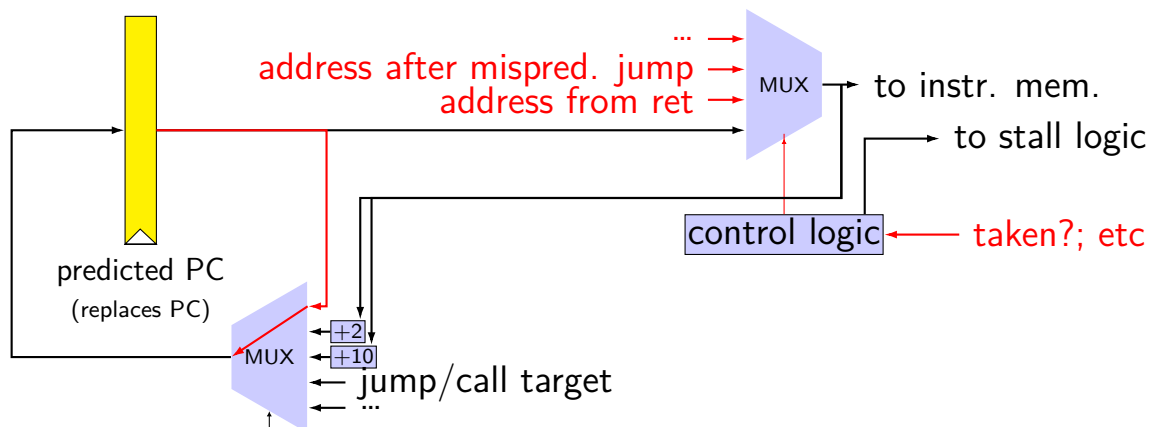 ...
address after mispred. jump
address from ret
MUX
to instr. mem.
to stall logic
control logic
taken?; etc
predicted PC
(replaces PC)
MUX
+2
+10
jump/call target
...